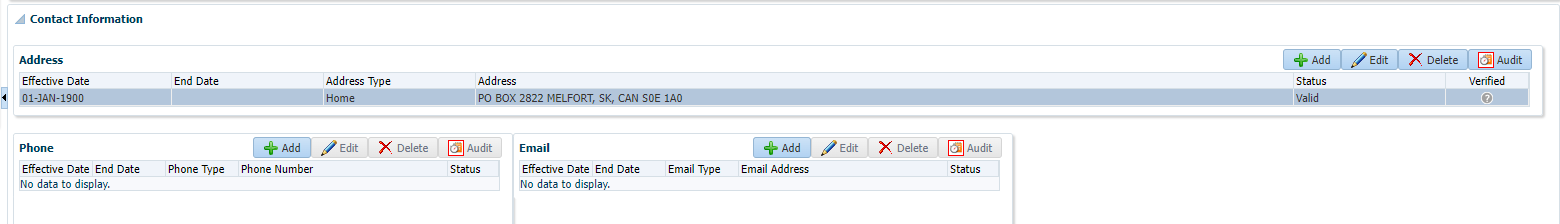 Contact Information
Address Add Edit Delete Audit
Effective Date End Date Address Type Address Status Verified
01-JAN-1900 Home PO BOX 2822 MELFORT, SK, CAN S0E 1A0 Valid ?
Phone Add Edit Delete Audit
Effective Date End Date Phone Type Phone Number Status
No data to display.
Email Add Edit Delete Audit
Effective Date End Date Email Type Email Address Status
No data to display.